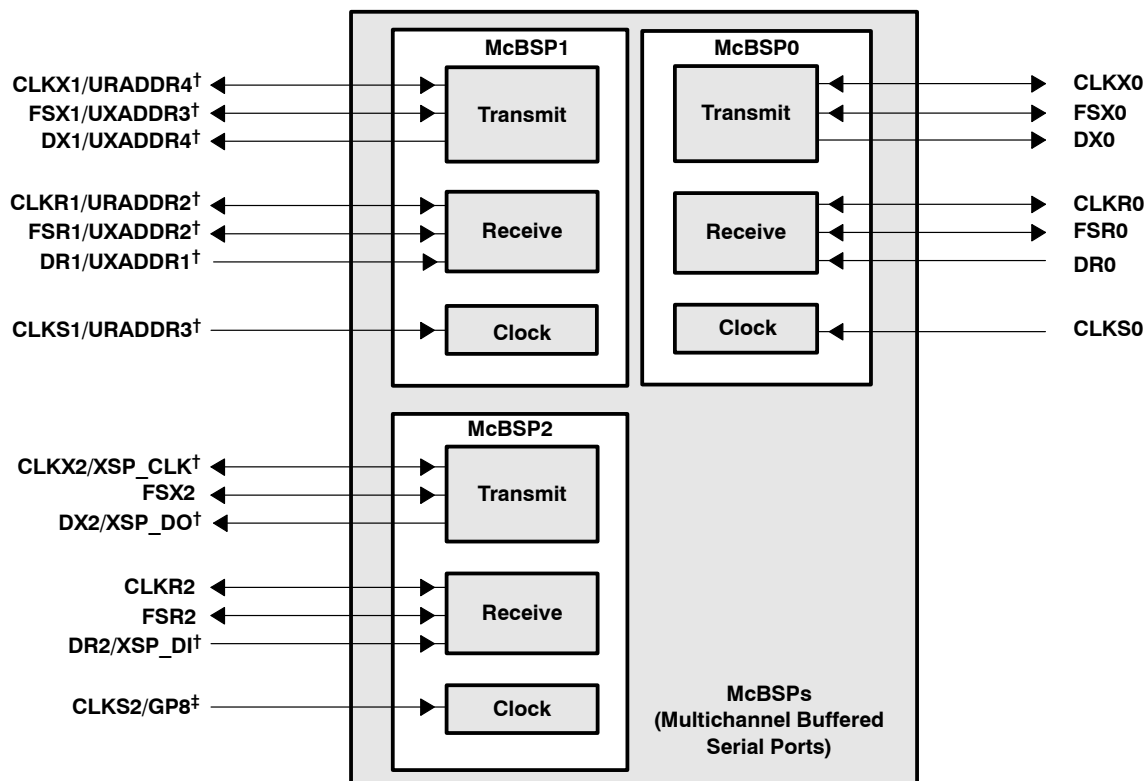 McBSP1
CLKX1/URADDR4†
FSX1/UXADDR3†
DX1/UXADDR4†
Transmit
CLKR1/URADDR2†
FSR1/UXADDR2†
DR1/UXADDR1†
Receive
CLKS1/URADDR3†
Clock
McBSP0
Transmit
CLKX0
FSX0
DX0
Receive
CLKR0
FSR0
DR0
Clock
CLKS0
McBSP2
CLKX2/XSP_CLK†
FSX2
DX2/XSP_DO†
Transmit
CLKR2
FSR2
DR2/XSP_DI†
Receive
CLKS2/GP8‡
Clock
McBSPs
(Multichannel Buffered
Serial Ports)